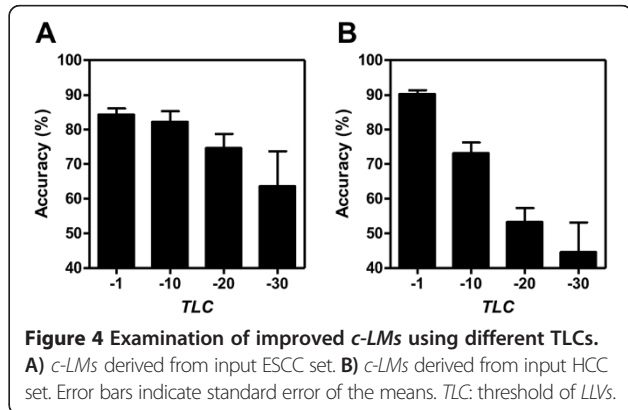 A
B
100
90
80
70
60
50
40
Accuracy (%)
-1 -10 -20 -30
TLC
100
90
80
70
60
50
40
Accuracy (%)
-1 -10 -20 -30
TLC
Figure 4 Examination of improved c-LMs using different TLCs.
A) c-LMs derived from input ESCC set. B) c-LMs derived from input HCC
set. Error bars indicate standard error of the means. TLC: threshold of LLVs.